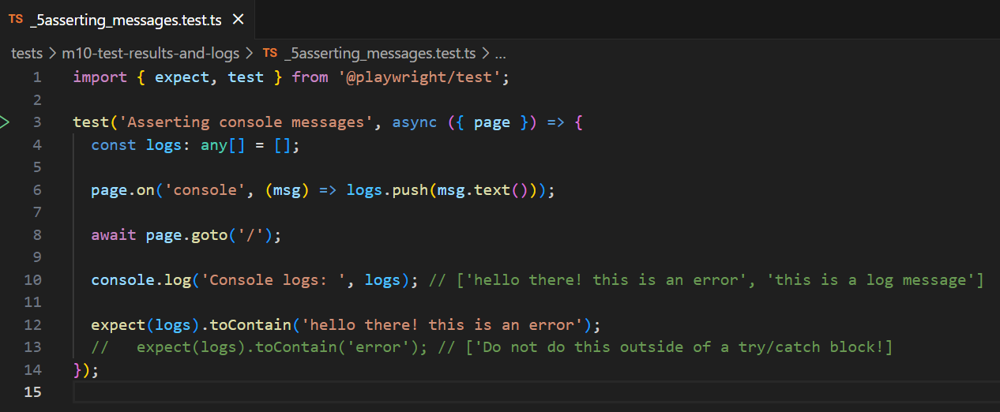 TS _5asserting_messages.test.ts ×
tests > m10-test-results-and-logs > TS _5asserting_messages.test.ts > ...
1 import { expect, test } from '@playwright/test';
2
3 test('Asserting console messages', async ({ page }) => {
4 const logs: any[] = [];
5
6 page.on('console', (msg) => logs.push(msg.text()));
7
8 await page.goto('/');
9
10 console.log('Console logs: ', logs); // ['hello there! this is an error', 'this is a log message']
11
12 expect(logs).toContain('hello there! this is an error');
13 //   expect(logs).toContain('error'); // ['Do not do this outside of a try/catch block!]
14 });
15